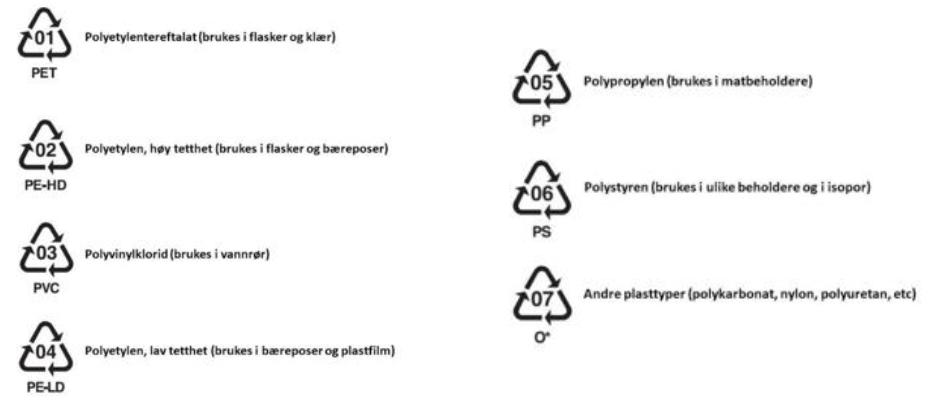 01
Polyetylentereftalat (brukes i flasker og klær)
PET
02
Polyetylen, høy tetthet (brukes i flasker og bæreposer)
PE-HD
03
Polyvinylklorid (brukes i vannrør)
PVC
04
Polyetylen, lav tetthet (brukes i bæreposer og plastfilm)
PE-LD
05
Polypropylen (brukes i matbeholdere)
PP
06
Polystyren (brukes i ulike beholdere og i isopor)
PS
07
Andre plasttyper (polykarbonat, nylon, polyuretan, etc)
O*